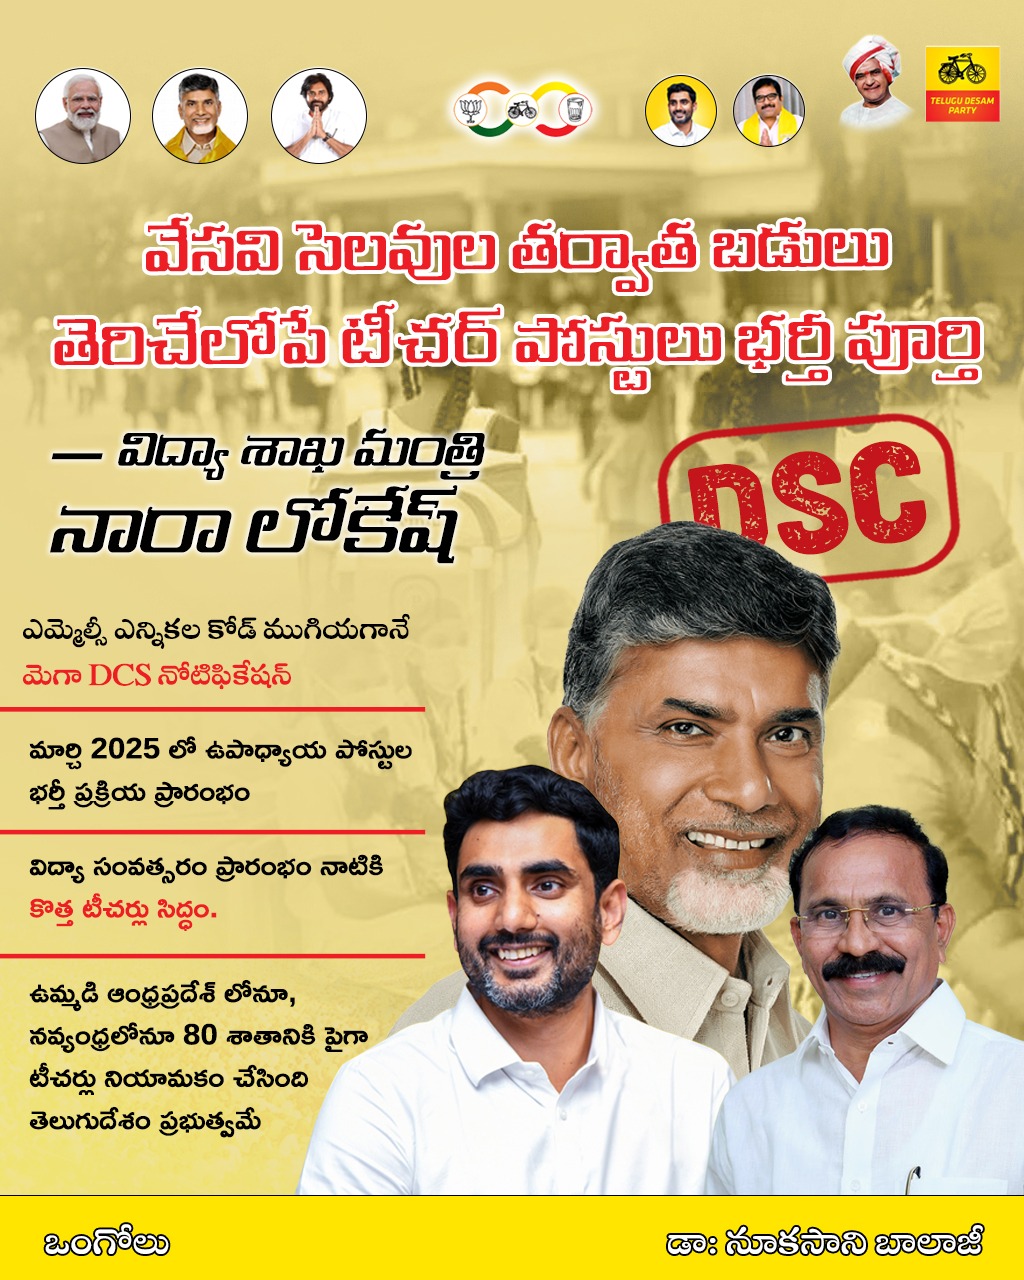 TELUGU DESAM
PARTY
వేసవి సెలవుల తర్వాత బడులు
తెరిచేలోపే టీచర్ పోస్టులు భర్తీ పూర్తి
— విద్యా శాఖ మంత్రి
నారా లోకేష్
DSC
ఎమ్మెల్సీ ఎన్నికల కోడ్ ముగియగానే
మెగా DCS నోటిఫికేషన్
మార్చి 2025 లో ఉపాధ్యాయ పోస్టుల
భర్తీ ప్రక్రియ ప్రారంభం
విద్యా సంవత్సరం ప్రారంభం నాటికి
కొత్త టీచర్లు సిద్ధం.
ఉమ్మడి ఆంధ్రప్రదేశ్ లోనూ,
నవ్యంధ్రలోనూ 80 శాతానికి పైగా
టీచర్లు నియామకం చేసింది
తెలుగుదేశం ప్రభుత్వమే
ఒంగోలు
డా: నూకసాని బాలాజీ